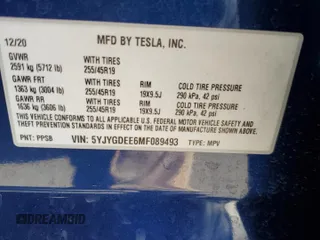 12/20 MFD BY TESLA, INC.
GVWR WITH TIRES
2591 kg (5712 lb) 255/45R19
GAWR FRT WITH TIRES RIM COLD TIRE PRESSURE
1363 kg (3004 lb) 255/45R19 19X9.5J 290 kPa, 42 psi
GAWR RR WITH TIRES RIM COLD TIRE PRESSURE
1636 kg (3606 lb) 255/45R19 19X9.5J 290 kPa, 42 psi
THIS VEHICLE CONFORMS TO ALL APPLICABLE U.S. FEDERAL MOTOR VEHICLE
SAFETY AND THEFT PREVENTION STANDARDS IN EFFECT ON THE DATE OF
MANUFACTURE SHOWN ABOVE.
PNT: PPSB VIN: 5YJYGDEE6MF089493 TYPE: MPV
DREAMBID